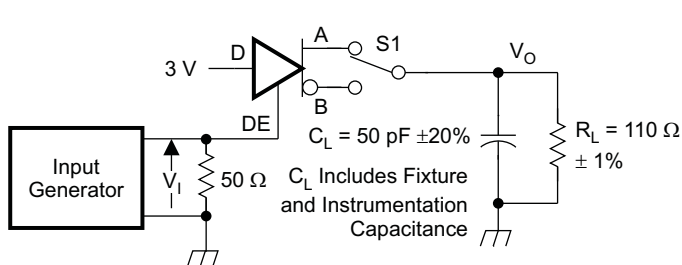 A
S1
V_O
D
3 V
B
DE
C_L = 50 pF ±20%
R_L = 110 Ω
± 1%
Input
Generator
V_I
50 Ω
C_L Includes Fixture
and Instrumentation
Capacitance